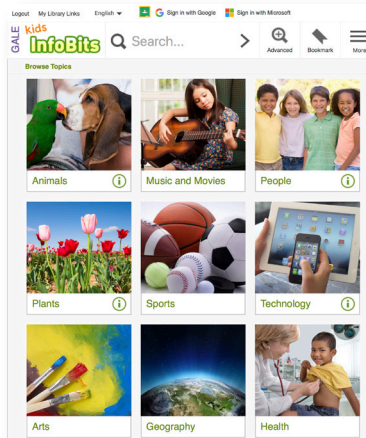 Logout My Library Links English Sign in with Google Sign in with Microsoft
GALE kids InfoBits Search... Advanced Bookmark More
Browse Topics
Animals Music and Movies People
Plants Sports Technology
Arts Geography Health